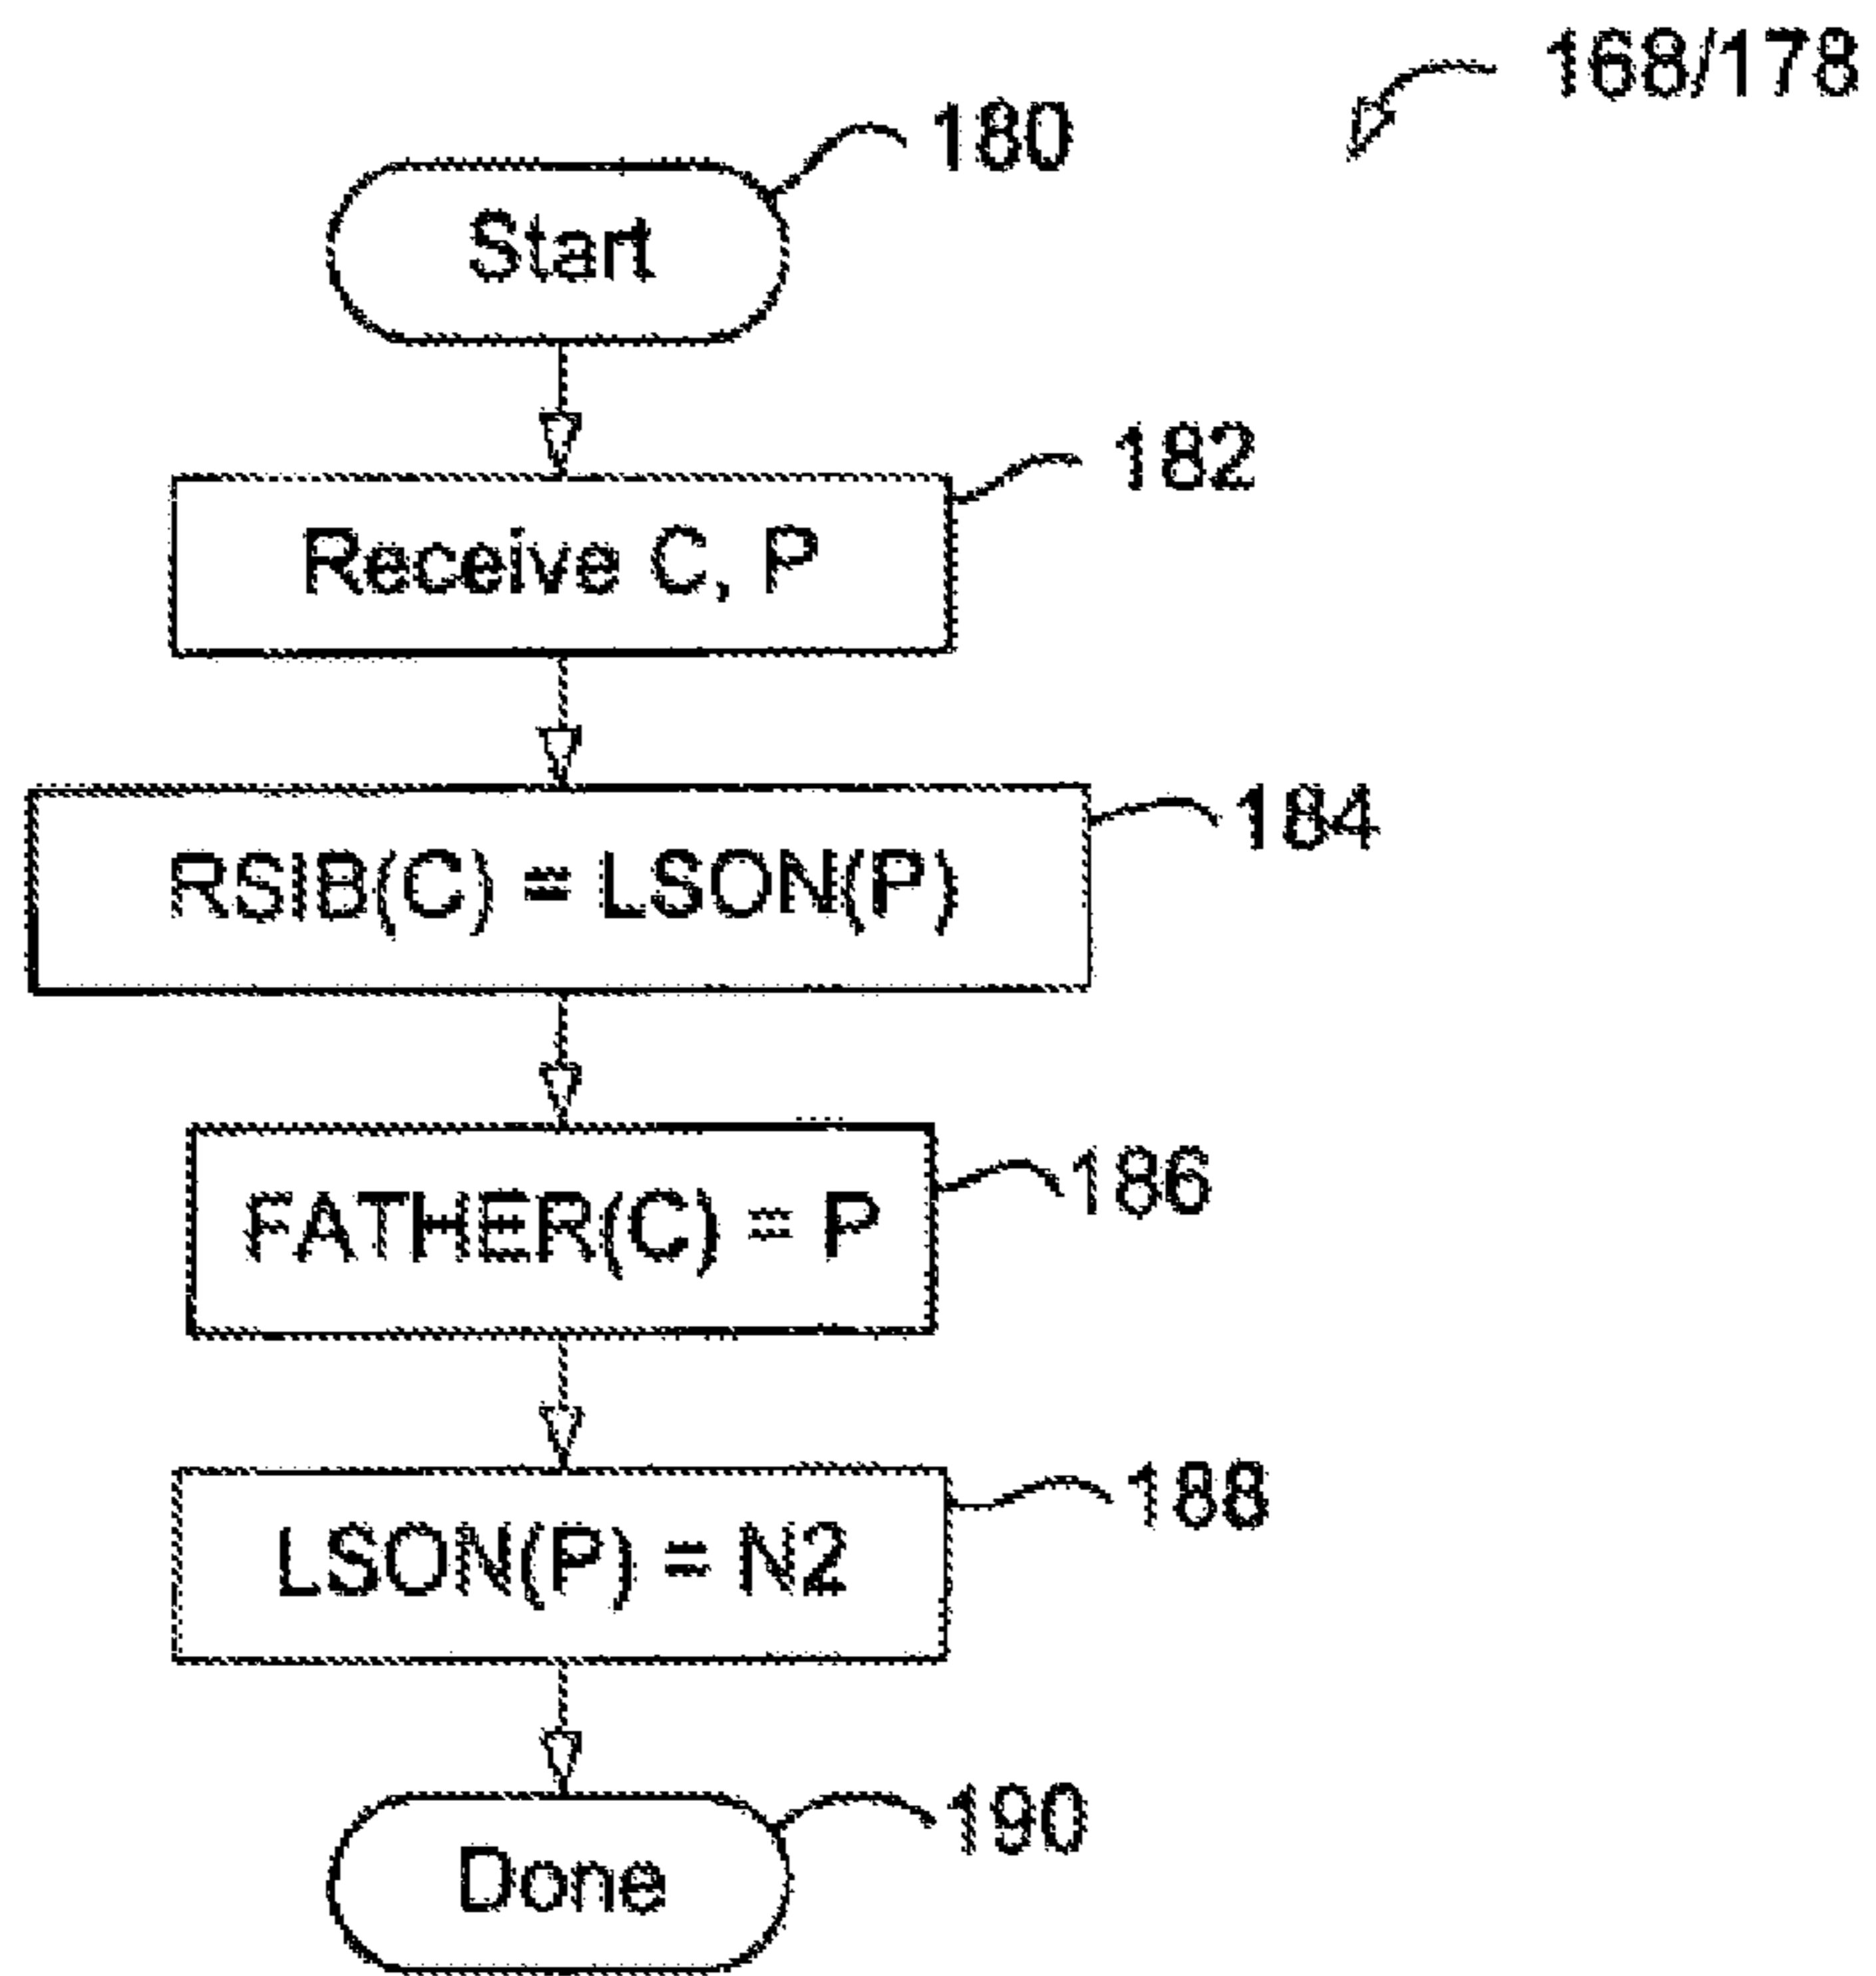 168/178
180
Start
182
Receive C, P
184
RSIB(C) = LSON(P)
186
FATHER(C) = P
188
LSON(P) = N2
190
Done